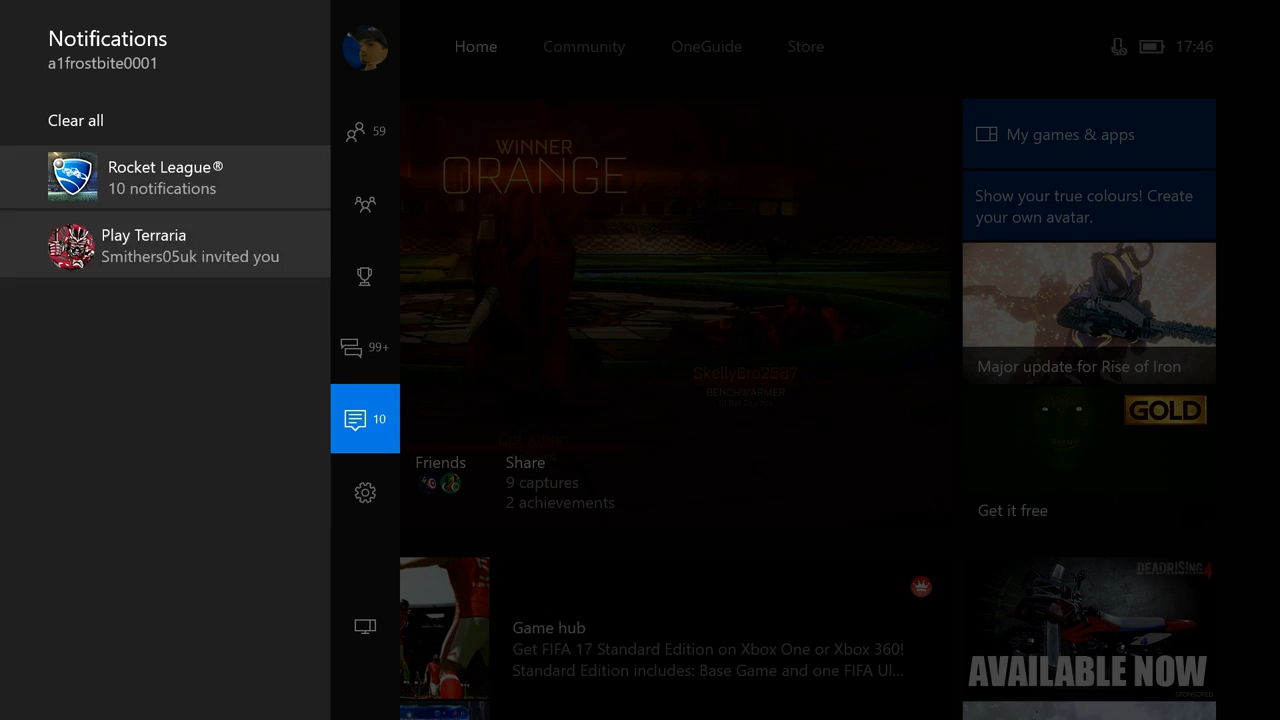 Notifications
a1frostbite0001
Clear all
Rocket League®
10 notifications
Play Terraria
Smithers05uk invited you
59
99+
10
Home
Community
OneGuide
Store
17:46
WINNER
ORANGE
SkellyBro2567
BENCHWARMER
Friends
Share
9 captures
2 achievements
My games & apps
Show your true colours! Create
your own avatar.
Major update for Rise of Iron
GOLD
Get it free
Game hub
Get FIFA 17 Standard Edition on Xbox One or Xbox 360!
Standard Edition includes: Base Game and one FIFA Ul...
DEADRISING 4
AVAILABLE NOW
SPONSORED